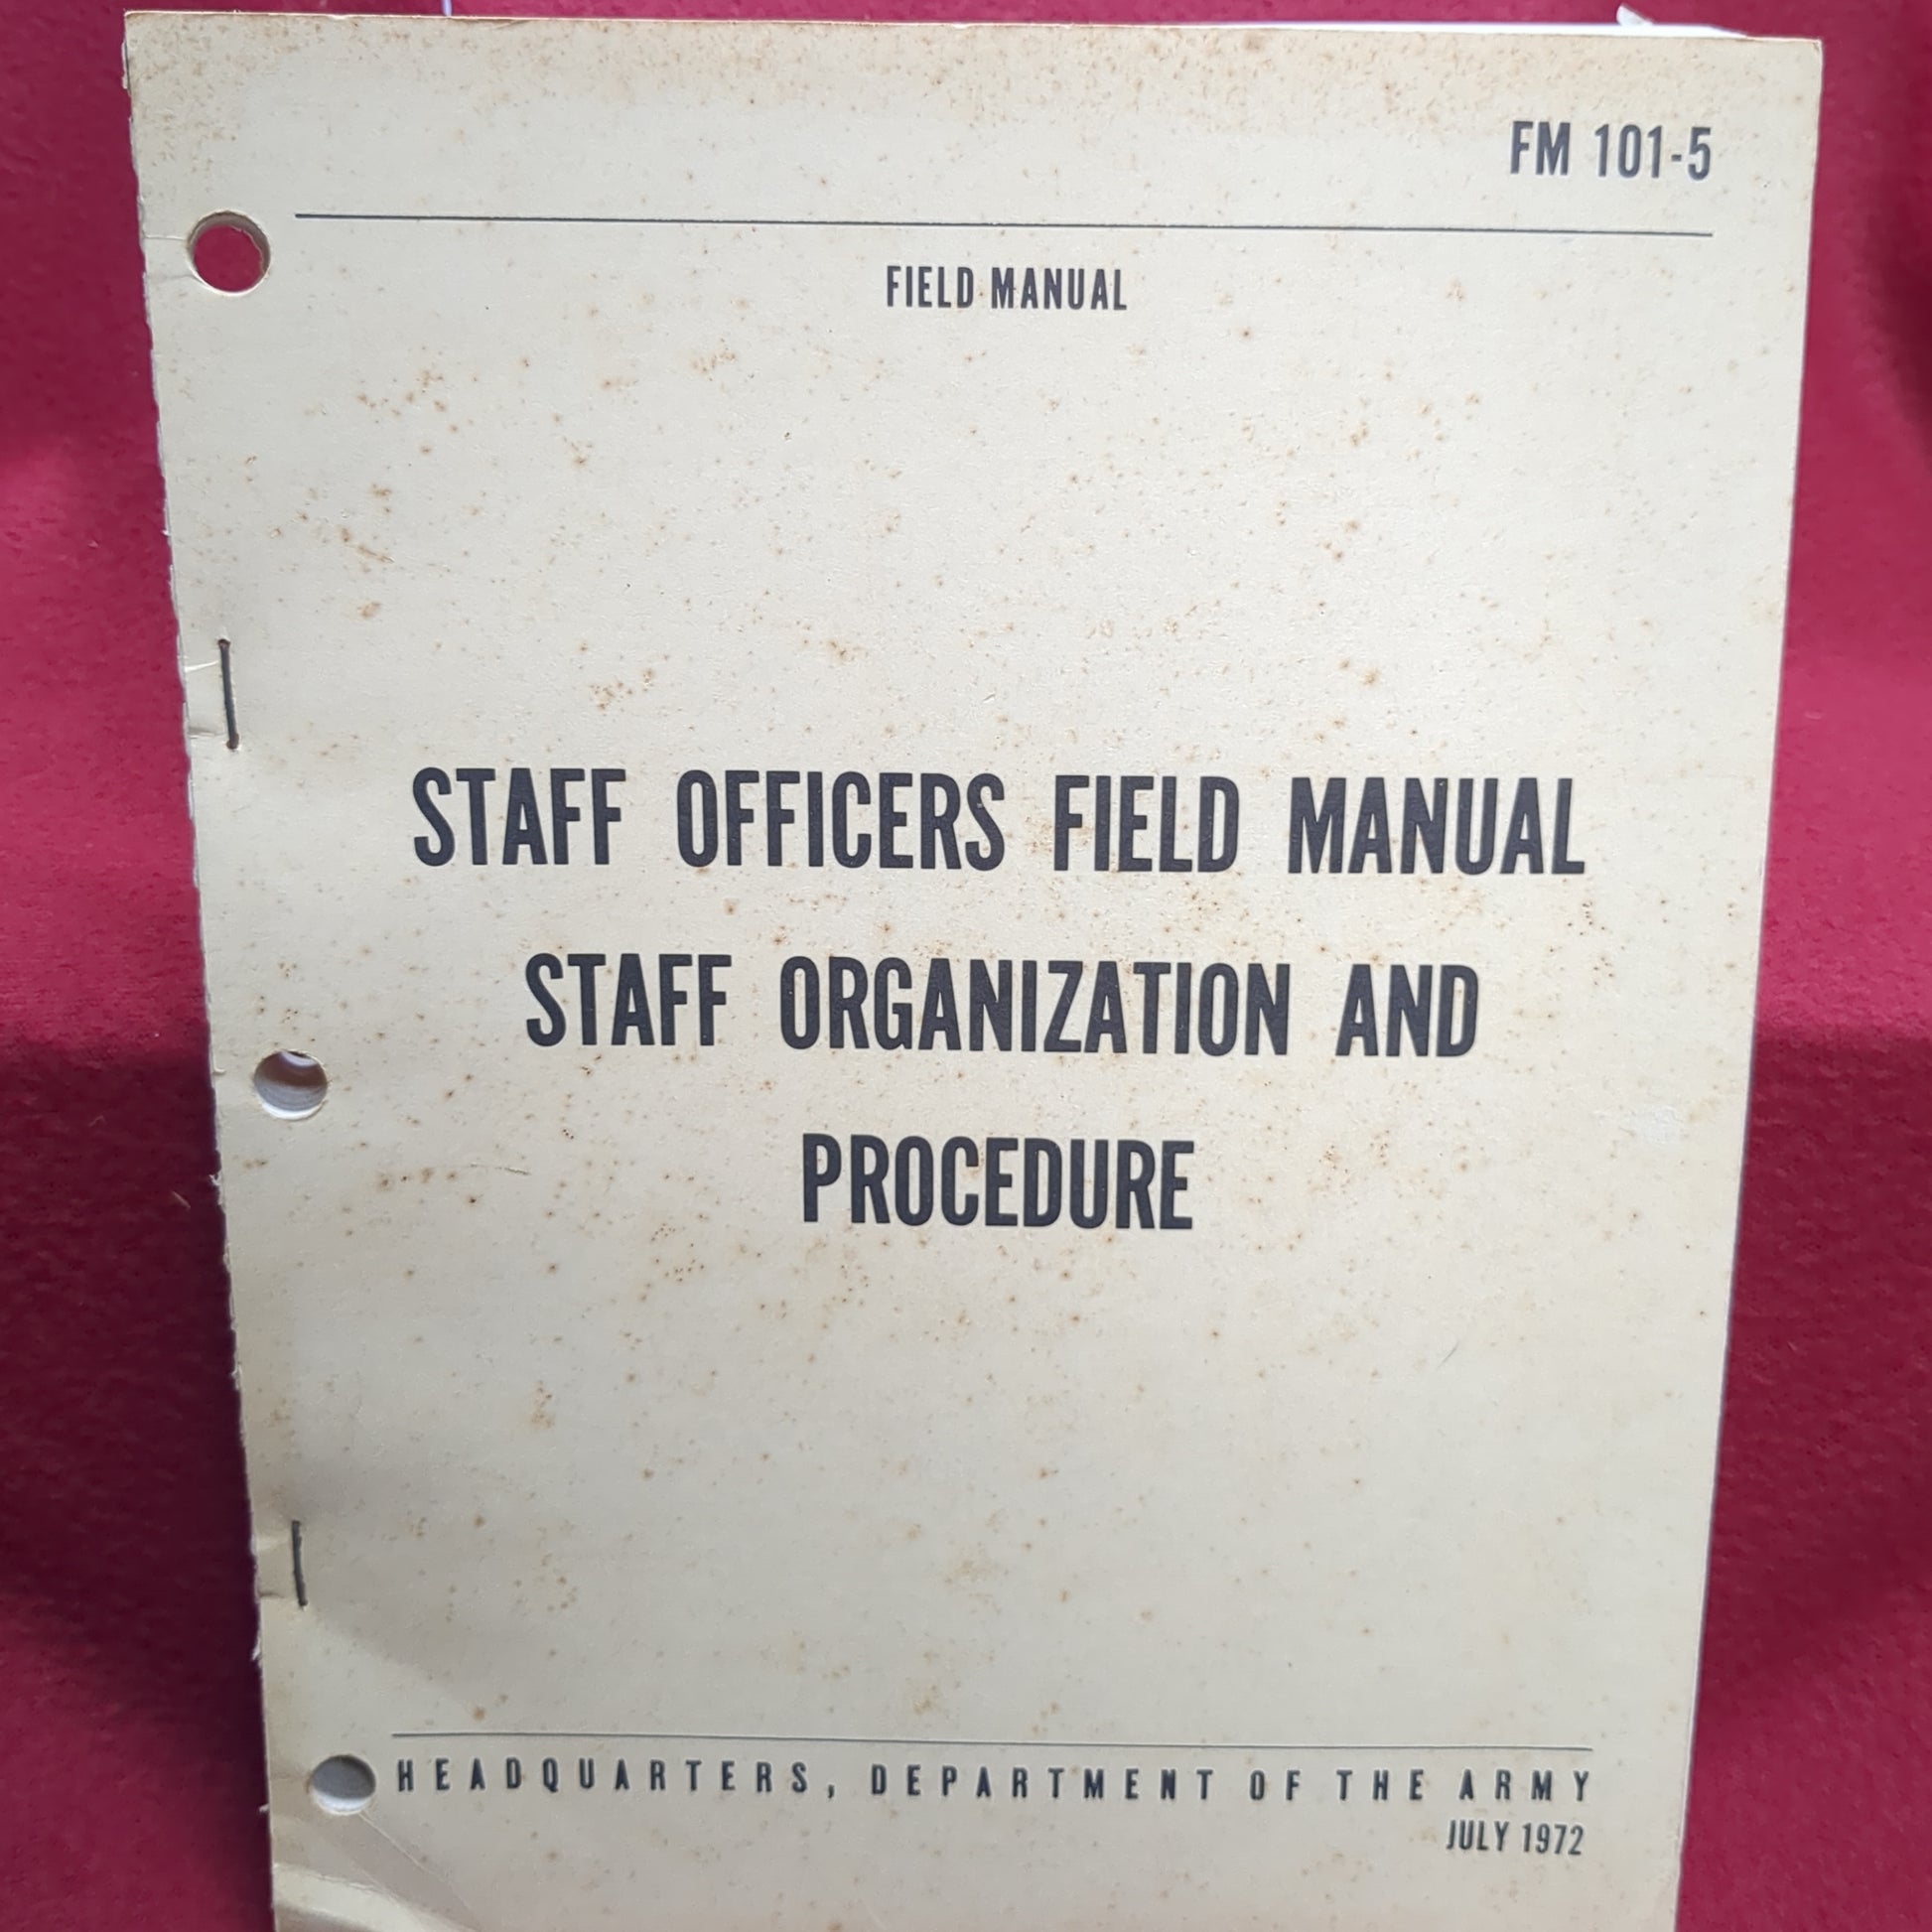 FM 101-5
FIELD MANUAL
STAFF OFFICERS FIELD MANUAL
STAFF ORGANIZATION AND
PROCEDURE
HEADQUARTERS, DEPARTMENT OF THE ARMY
JULY 1972